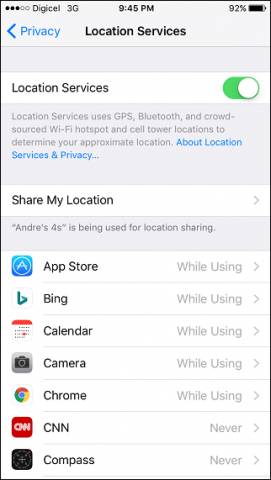 Digicel 3G 9:45 PM 92%
Privacy Location Services
Location Services
Location Services uses GPS, Bluetooth, and crowd-
sourced Wi-Fi hotspot and cell tower locations to
determine your approximate location. About Location
Services & Privacy...
Share My Location
“Andre's 4s” is being used for location sharing.
App Store While Using
Bing While Using
Calendar While Using
Camera While Using
Chrome While Using
CNN CNN Never
Compass Never